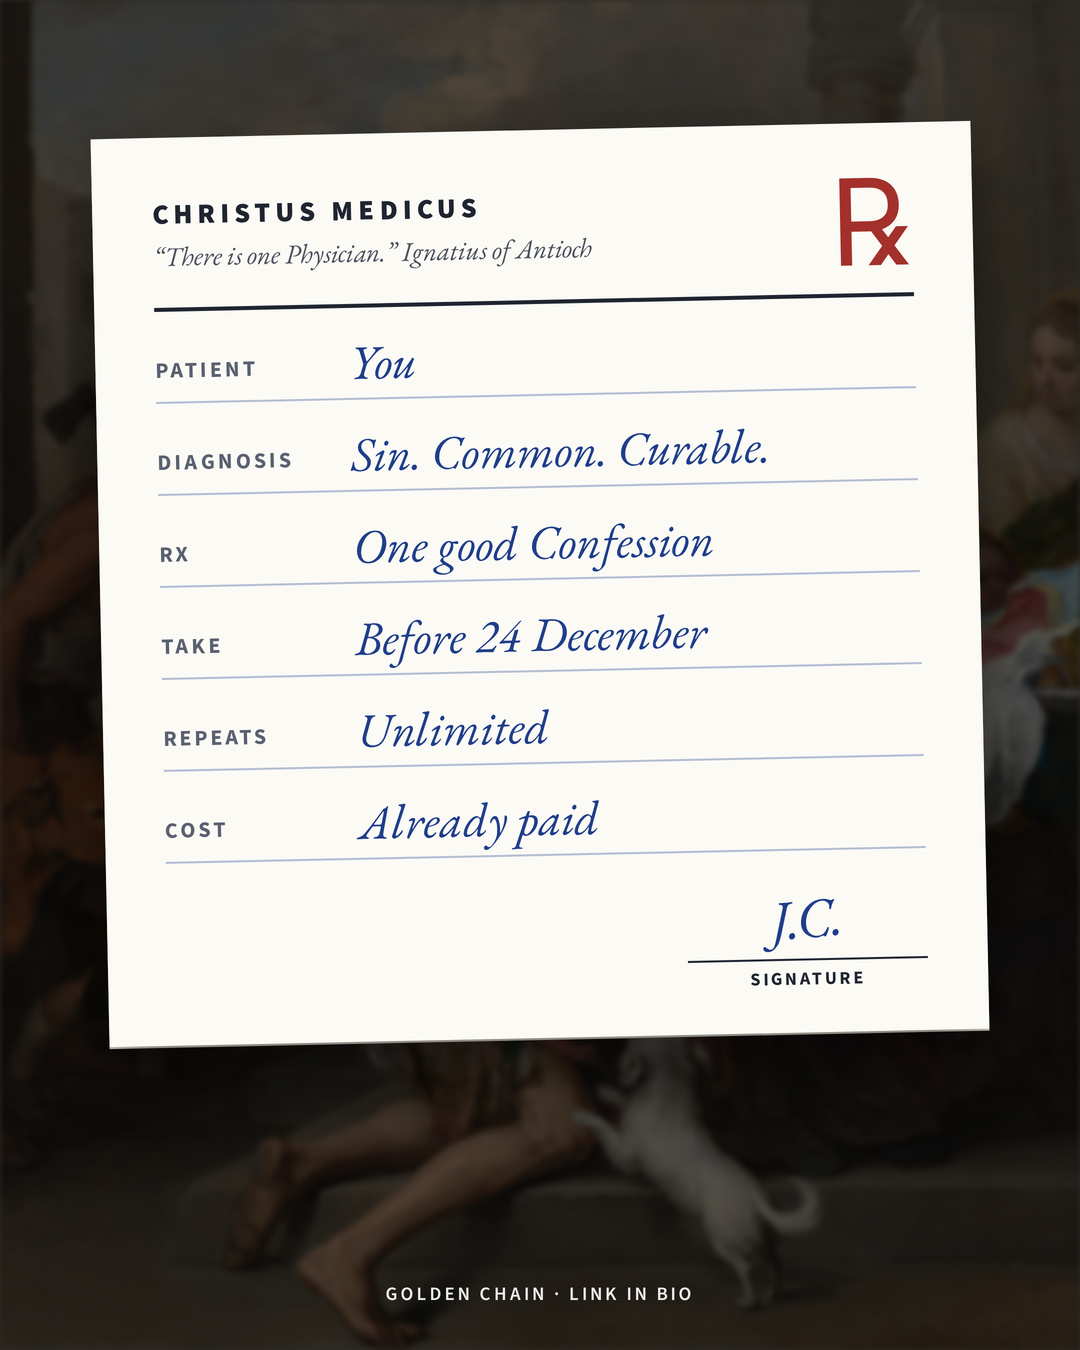 CHRISTUS MEDICUS
“There is one Physician.” Ignatius of Antioch
Rx
PATIENT You
DIAGNOSIS Sin. Common. Curable.
RX One good Confession
TAKE Before 24 December
REPEATS Unlimited
COST Already paid
J.C.
SIGNATURE
GOLDEN CHAIN · LINK IN BIO